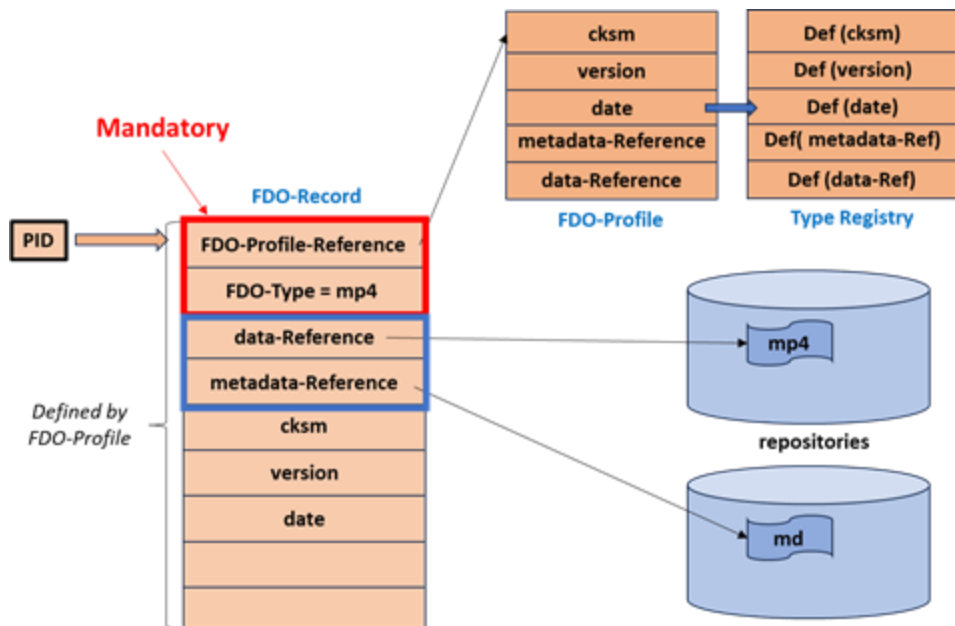 cksm
version
date
metadata-Reference
data-Reference
FDO-Profile
Def (cksm)
Def (version)
Def (date)
Def( metadata-Ref)
Def (data-Ref)
Type Registry
Mandatory
FDO-Record
PID
FDO-Profile-Reference
FDO-Type = mp4
data-Reference
metadata-Reference
cksm
version
date
Defined by
FDO-Profile
mp4
repositories
md